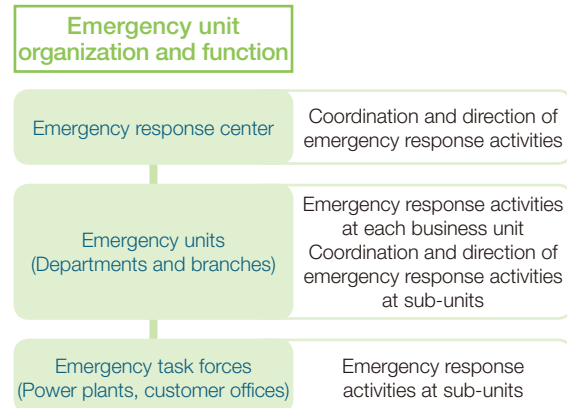 Emergency unit
organization and function
Emergency response center
Coordination and direction of
emergency response activities
Emergency units
(Departments and branches)
Emergency response activities
at each business unit
Coordination and direction of
emergency response activities
at sub-units
Emergency task forces
(Power plants, customer offices)
Emergency response
activities at sub-units